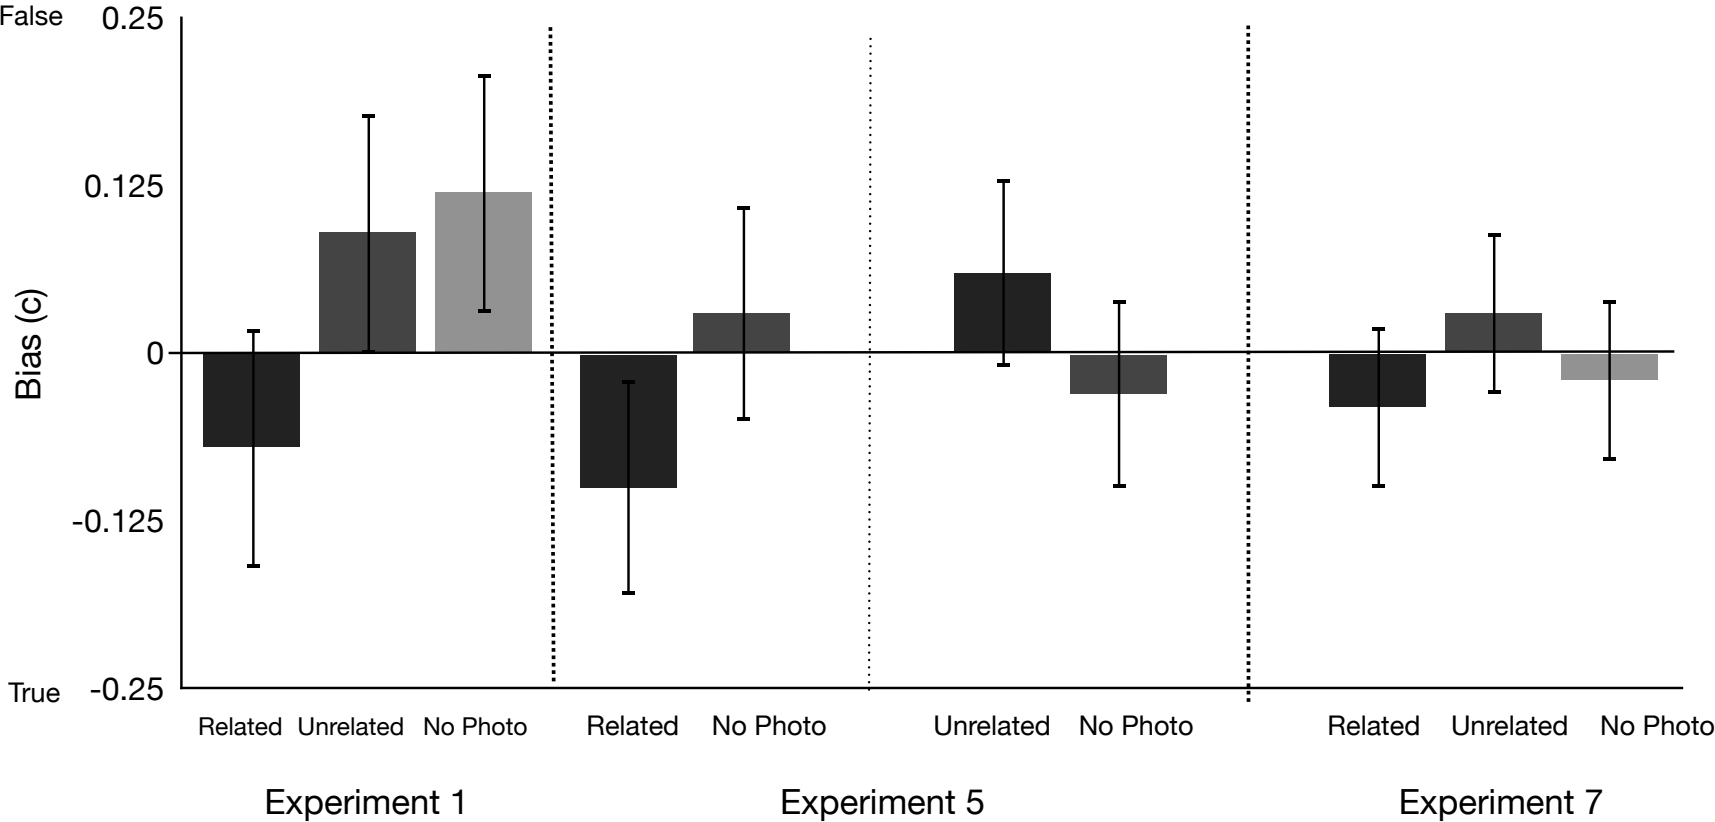 False 0.25
0.125
Bias (c)
0
-0.125
True -0.25
Related Unrelated No Photo Related No Photo Unrelated No Photo Related Unrelated No Photo
Experiment 1 Experiment 5 Experiment 7